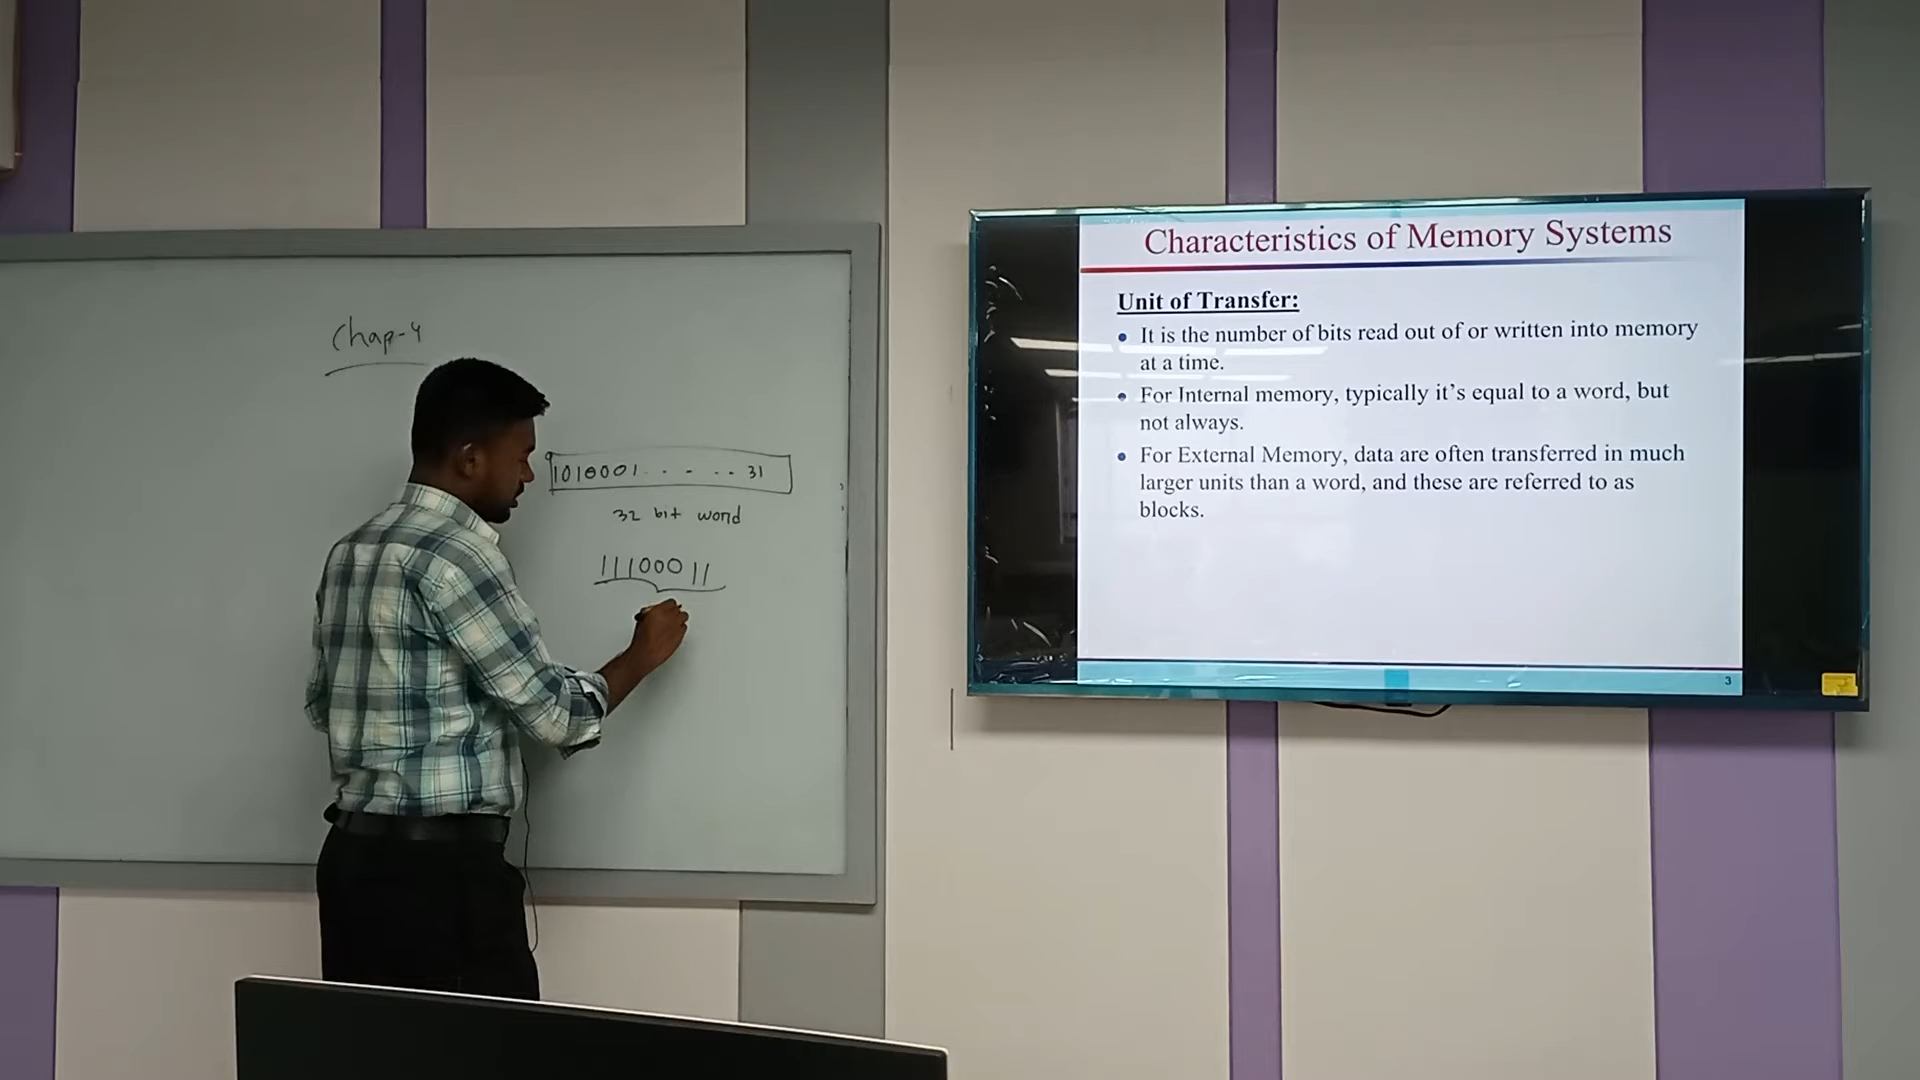 Chap-4
1010001 . . - - . . 31
32 bit word
11100011
Characteristics of Memory Systems
Unit of Transfer:
• It is the number of bits read out of or written into memory
at a time.
• For Internal memory, typically it’s equal to a word, but
not always.
• For External Memory, data are often transferred in much
larger units than a word, and these are referred to as
blocks.
3